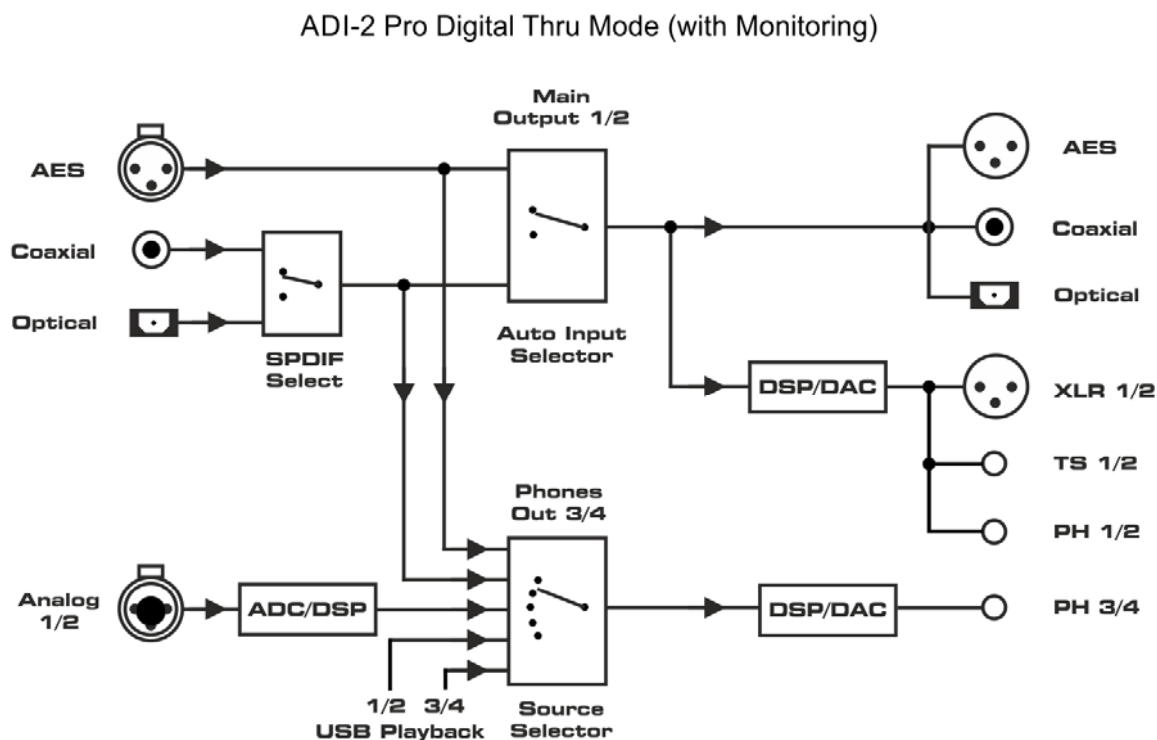 ADI-2 Pro Digital Thru Mode (with Monitoring)
Main
Output 1/2
AES
AES
Coaxial
Coaxial
Optical
Optical
SPDIF
Select
Auto Input
Selector
DSP/DAC
XLR 1/2
TS 1/2
Phones
Out 3/4
PH 1/2
Analog
1/2
ADC/DSP
DSP/DAC
PH 3/4
1/2 3/4
USB Playback
Source
Selector